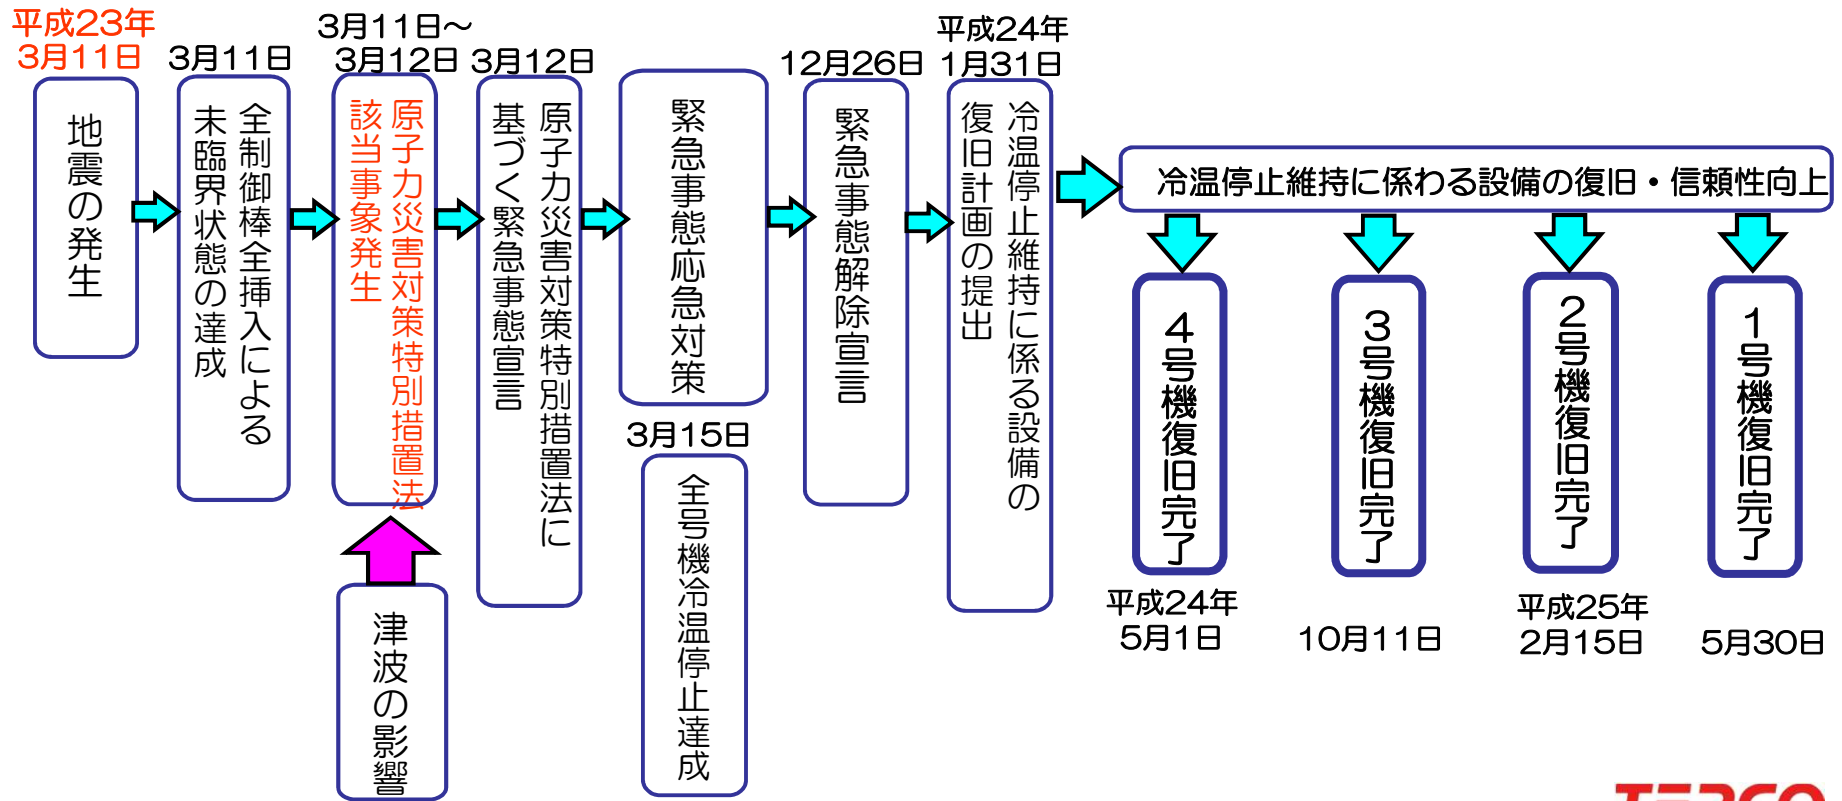 平成23年
3月11日
地震の発生
3月11日
全制御棒全挿入による
未臨界状態の達成
3月11日～
3月12日
原子力災害対策特別措置法
該当事象発生
津波の影響
3月12日
原子力災害対策特別措置法に
基づく緊急事態宣言
緊急事態応急対策
3月15日
全号機冷温停止達成
12月26日
緊急事態解除宣言
平成24年
1月31日
冷温停止維持に係る設備の
復旧計画の提出
冷温停止維持に係わる設備の復旧・信頼性向上
4号機復旧完了
平成24年
5月1日
3号機復旧完了
10月11日
2号機復旧完了
平成25年
2月15日
1号機復旧完了
5月30日
TEPCO